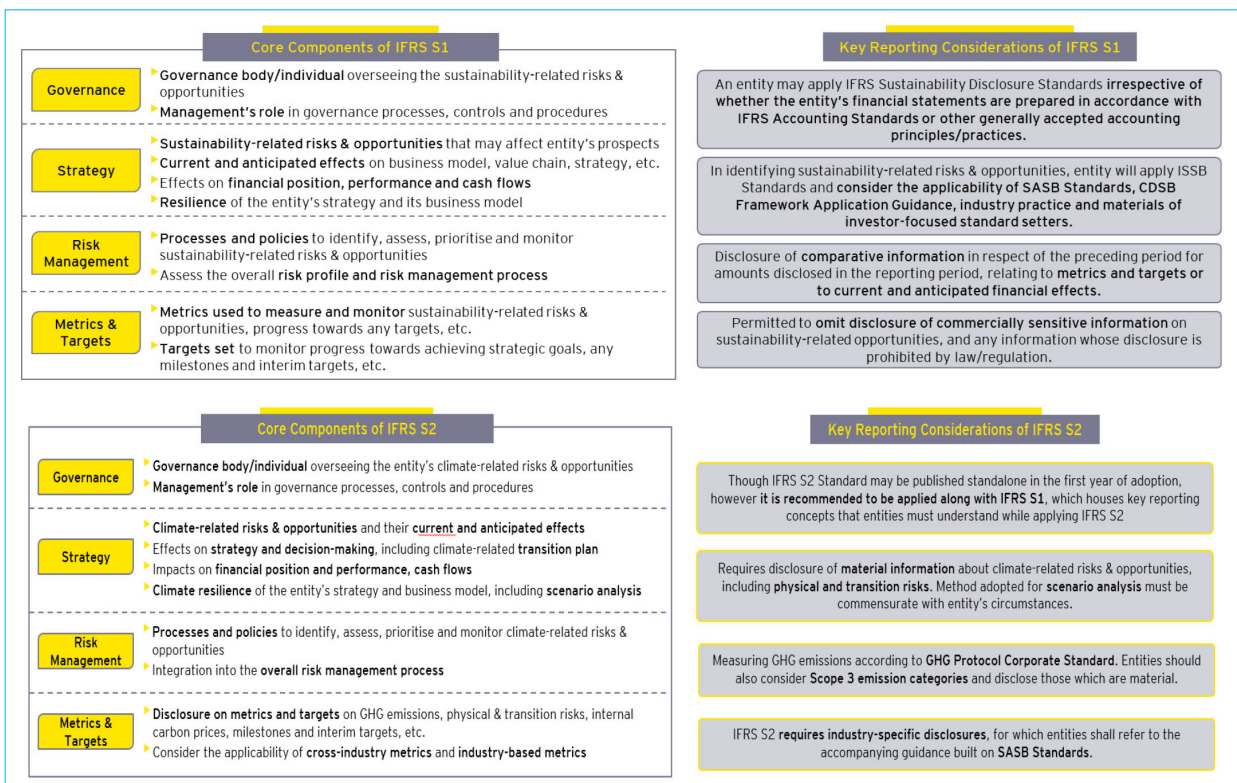 Core Components of IFRS S1
Governance
Governance body/individual overseeing the sustainability-related risks &
opportunities
Management's role in governance processes, controls and procedures
Strategy
Sustainability-related risks & opportunities that may affect entity's prospects
Current and anticipated effects on business model, value chain, strategy, etc.
Effects on financial position, performance and cash flows
Resilience of the entity's strategy and its business model
Risk
Management
Processes and policies to identify, assess, prioritise and monitor
sustainability-related risks & opportunities
Assess the overall risk profile and risk management process
Metrics &
Targets
Metrics used to measure and monitor sustainability-related risks &
opportunities, progress towards any targets, etc.
Targets set to monitor progress towards achieving strategic goals, any
milestones and interim targets, etc.
Key Reporting Considerations of IFRS S1
An entity may apply IFRS Sustainability Disclosure Standards irrespective of
whether the entity's financial statements are prepared in accordance with
IFRS Accounting Standards or other generally accepted accounting
principles/practices.
In identifying sustainability-related risks & opportunities, entity will apply ISSB
Standards and consider the applicability of SASB Standards, CDSB
Framework Application Guidance, industry practice and materials of
investor-focused standard setters.
Disclosure of comparative information in respect of the preceding period for
amounts disclosed in the reporting period, relating to metrics and targets or
to current and anticipated financial effects.
Permitted to omit disclosure of commercially sensitive information on
sustainability-related opportunities, and any information whose disclosure is
prohibited by law/regulation.
Core Components of IFRS S2
Governance
Governance body/individual overseeing the entity's climate-related risks & opportunities
Management's role in governance processes, controls and procedures
Strategy
Climate-related risks & opportunities and their current and anticipated effects
Effects on strategy and decision-making, including climate-related transition plan
Impacts on financial position and performance, cash flows
Climate resilience of the entity's strategy and business model, including scenario analysis
Risk
Management
Processes and policies to identify, assess, prioritise and monitor climate-related risks &
opportunities
Integration into the overall risk management process
Metrics &
Targets
Disclosure on metrics and targets on GHG emissions, physical & transition risks, internal
carbon prices, milestones and interim targets, etc.
Consider the applicability of cross-industry metrics and industry-based metrics
Key Reporting Considerations of IFRS S2
Though IFRS S2 Standard may be published standalone in the first year of adoption,
however it is recommended to be applied along with IFRS S1, which houses key reporting
concepts that entities must understand while applying IFRS S2
Requires disclosure of material information about climate-related risks & opportunities,
including physical and transition risks. Method adopted for scenario analysis must be
commensurate with entity's circumstances.
Measuring GHG emissions according to GHG Protocol Corporate Standard. Entities should
also consider Scope 3 emission categories and disclose those which are material.
IFRS S2 requires industry-specific disclosures, for which entities shall refer to the
accompanying guidance built on SASB Standards.